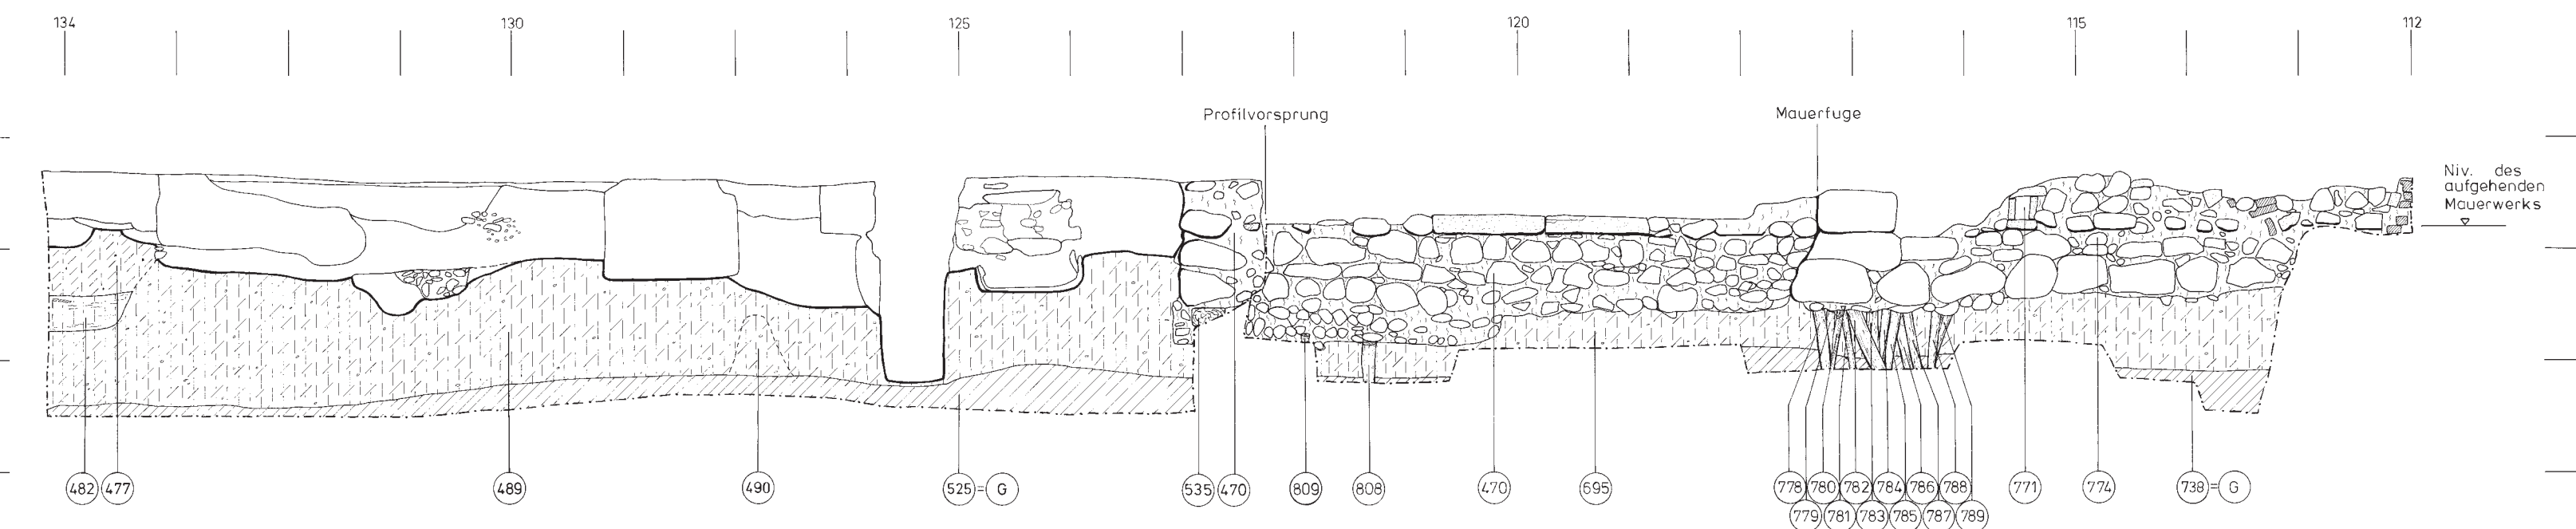 134 130 125 120 115 112
Profilvorsprung Mauerfuge
Niv. des
aufgehenden
Mauerwerks
482 477 489 490 525 = G 535 470 809 808 470 695 778 780 782 784 786 788 771 774 738 = G
779 781 783 785 787 789